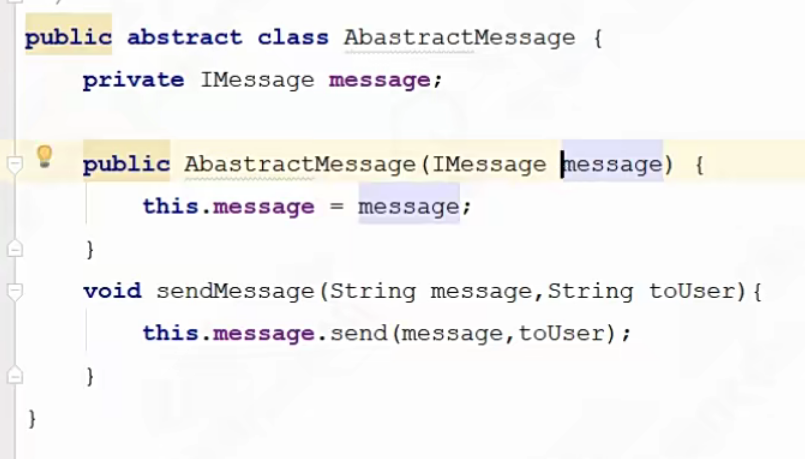 public abstract class AbastractMessage {
private IMessage message;
public AbastractMessage(IMessage message) {
this.message = message;
}
void sendMessage(String message,String toUser){
this.message.send(message,toUser);
}
}